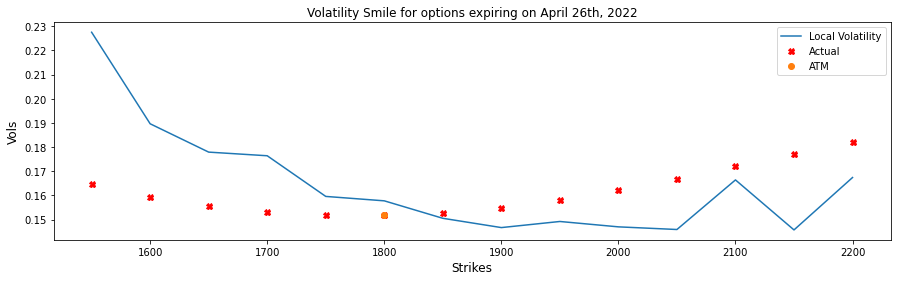 Volatility Smile for options expiring on April 26th, 2022
0.23
0.22
0.21
0.20
0.19
0.18
0.17
0.16
0.15
Vols
Local Volatility
Actual
ATM
1600
1700
1800
1900
2000
2100
2200
Strikes